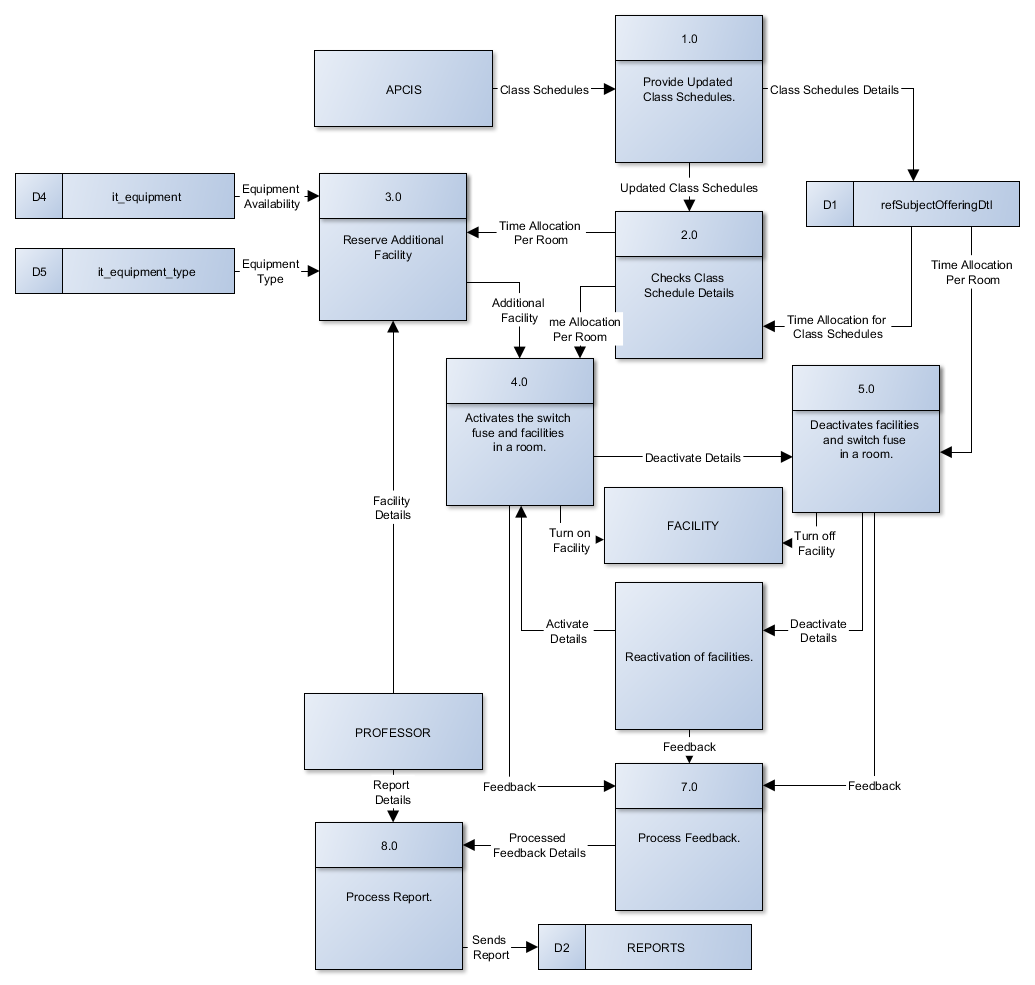 1.0
APCIS
Class Schedules
Provide Updated
Class Schedules.
Class Schedules Details
D4
it_equipment
Equipment
Availability
3.0
Updated Class Schedules
D1
refSubjectOfferingDtl
Time Allocation
Per Room
2.0
Reserve Additional
Facility
D5
it_equipment_type
Equipment
Type
Checks Class
Schedule Details
Time Allocation
Per Room
Additional
Facility
me Allocation
Per Room
Time Allocation for
Class Schedules
4.0
5.0
Activates the switch
fuse and facilities
in a room.
Deactivates facilities
and switch fuse
in a room.
Deactivate Details
Facility
Details
FACILITY
Turn on
Facility
Turn off
Facility
Activate
Details
Deactivate
Details
Reactivation of facilities.
PROFESSOR
Feedback
Report
Details
Feedback
7.0
Feedback
8.0
Processed
Feedback Details
Process Feedback.
Process Report.
Sends
Report
D2
REPORTS